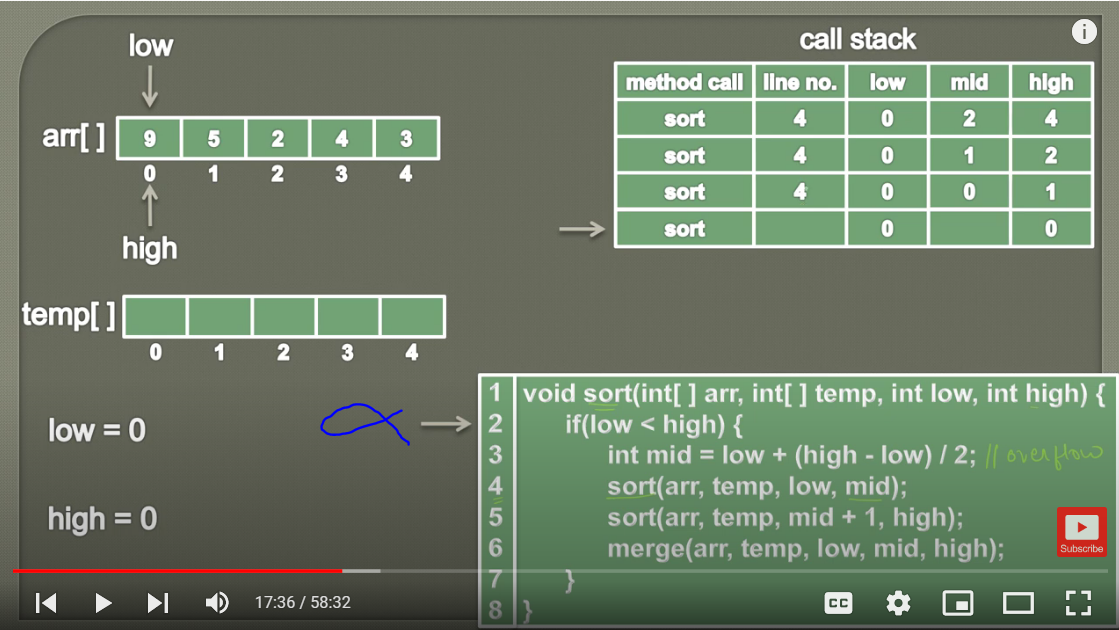 low
arr[ ] 9 5 2 4 3
0 1 2 3 4
high
temp[ ]
0 1 2 3 4
low = 0
high = 0
call stack
method call line no. low mid high
sort 4 0 2 4
sort 4 0 1 2
sort 4 0 0 1
sort 0 0
1 void sort(int[ ] arr, int[ ] temp, int low, int high) {
2 if(low < high) {
3 int mid = low + (high - low) / 2; // overflow
4 sort(arr, temp, low, mid);
5 sort(arr, temp, mid + 1, high);
6 merge(arr, temp, low, mid, high);
7 }
8 }
Subscribe
17:36 / 58:32
CC
i